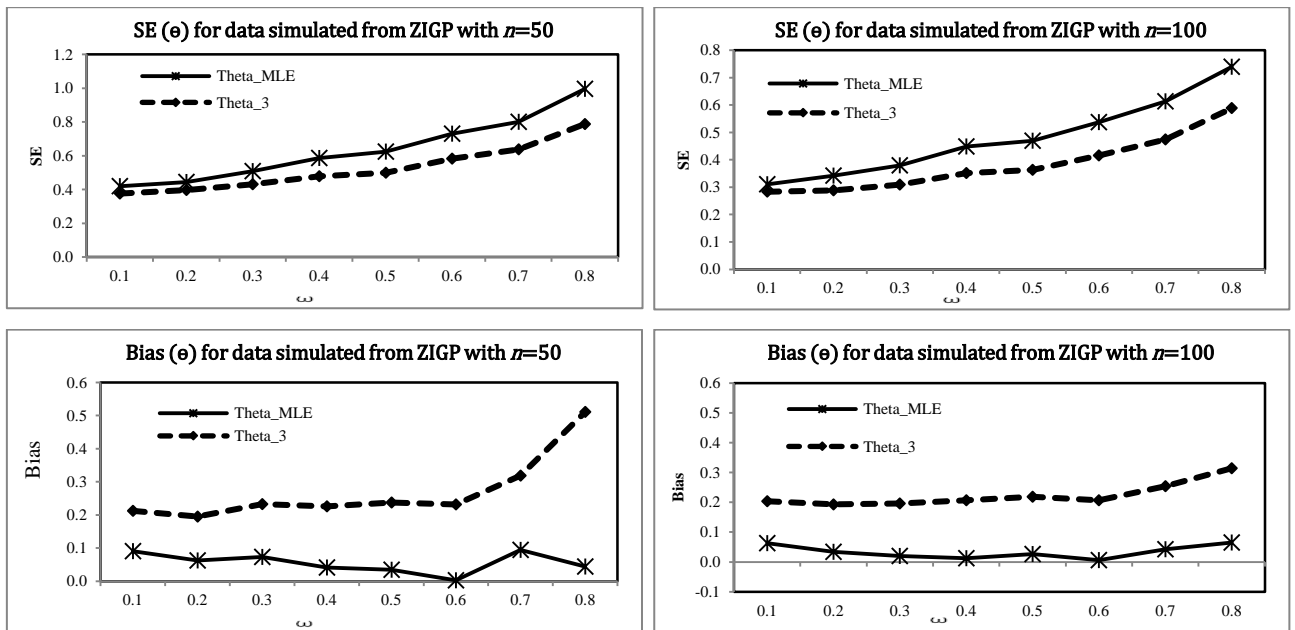 SE (ɵ) for data simulated from ZIGP with n=50
1.2
1.0
0.8
0.6
0.4
0.2
0.0
SE
Theta_MLE
Theta_3
0.1 0.2 0.3 0.4 0.5 0.6 0.7 0.8
ω
SE (ɵ) for data simulated from ZIGP with n=100
0.8
0.7
0.6
0.5
0.4
0.3
0.2
0.1
0.0
SE
Theta_MLE
Theta_3
0.1 0.2 0.3 0.4 0.5 0.6 0.7 0.8
ω
Bias (ɵ) for data simulated from ZIGP with n=50
0.6
0.5
0.4
0.3
0.2
0.1
0.0
Bias
Theta_MLE
Theta_3
0.1 0.2 0.3 0.4 0.5 0.6 0.7 0.8
ω
Bias (ɵ) for data simulated from ZIGP with n=100
0.6
0.5
0.4
0.3
0.2
0.1
0.0
-0.1
Bias
Theta_MLE
Theta_3
0.1 0.2 0.3 0.4 0.5 0.6 0.7 0.8
ω